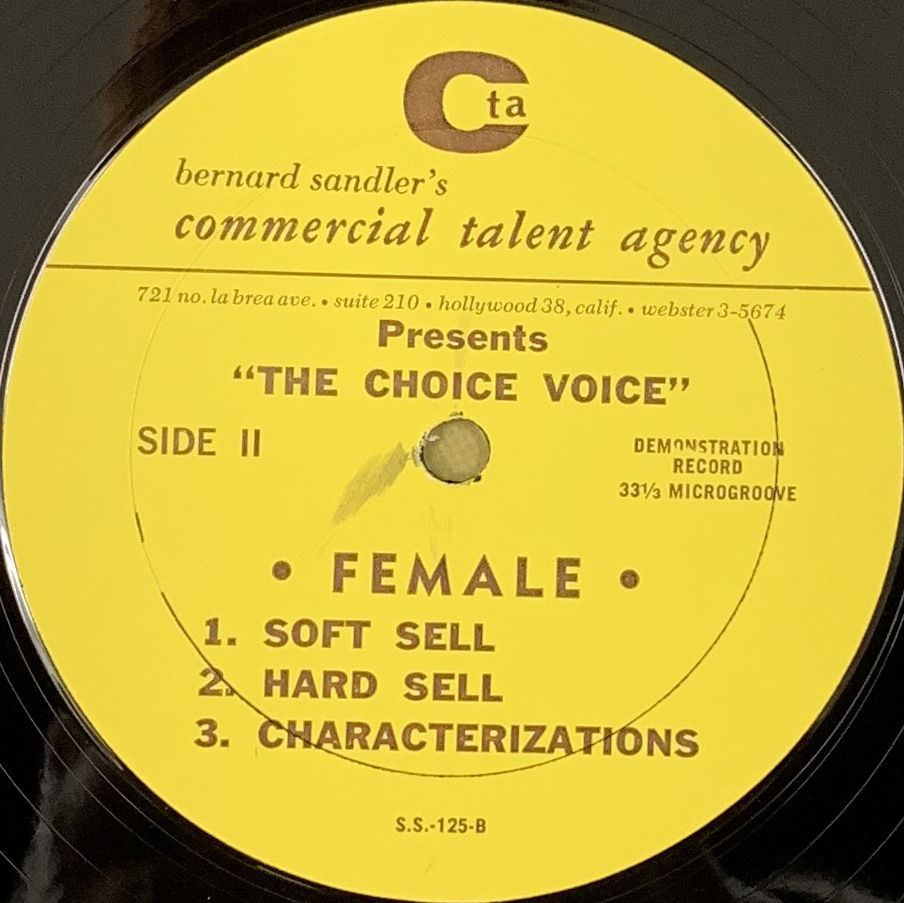 Cta
bernard sandler's
commercial talent agency
721 no. la brea ave. • suite 210 • hollywood 38, calif. • webster 3-5674
Presents
“THE CHOICE VOICE”
SIDE II
DEMONSTRATION
RECORD
33⅓ MICROGROOVE
• FEMALE •
1. SOFT SELL
2. HARD SELL
3. CHARACTERIZATIONS
S.S.-125-B